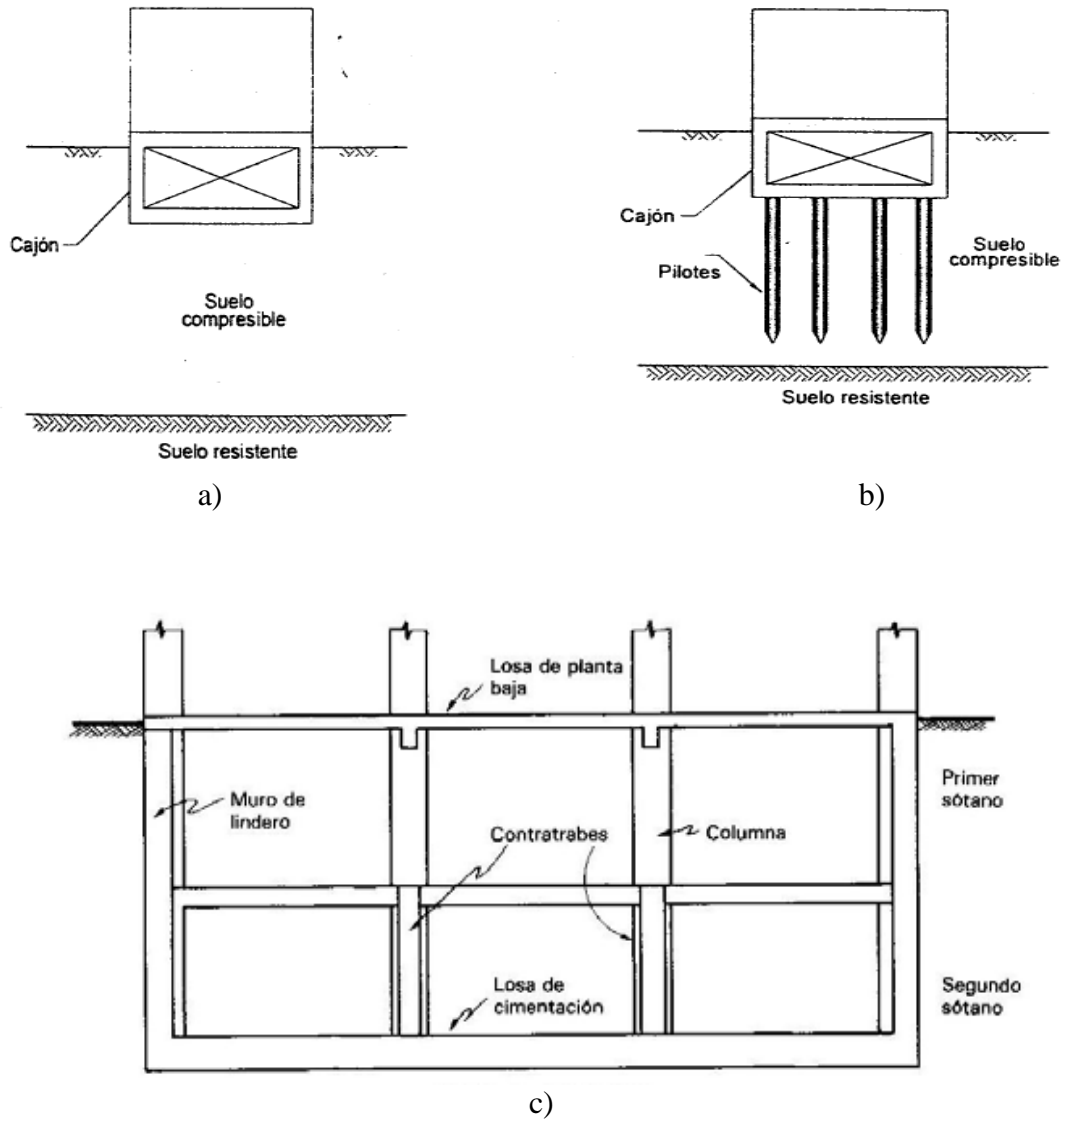 Cajón
Suelo
compresible
Suelo resistente
a)
Cajón
Pilotes
Suelo
compresible
Suelo resistente
b)
Losa de planta
baja
Muro de
lindero
Contratrabes
Columna
Primer
sótano
Losa de
cimentación
Segundo
sótano
c)